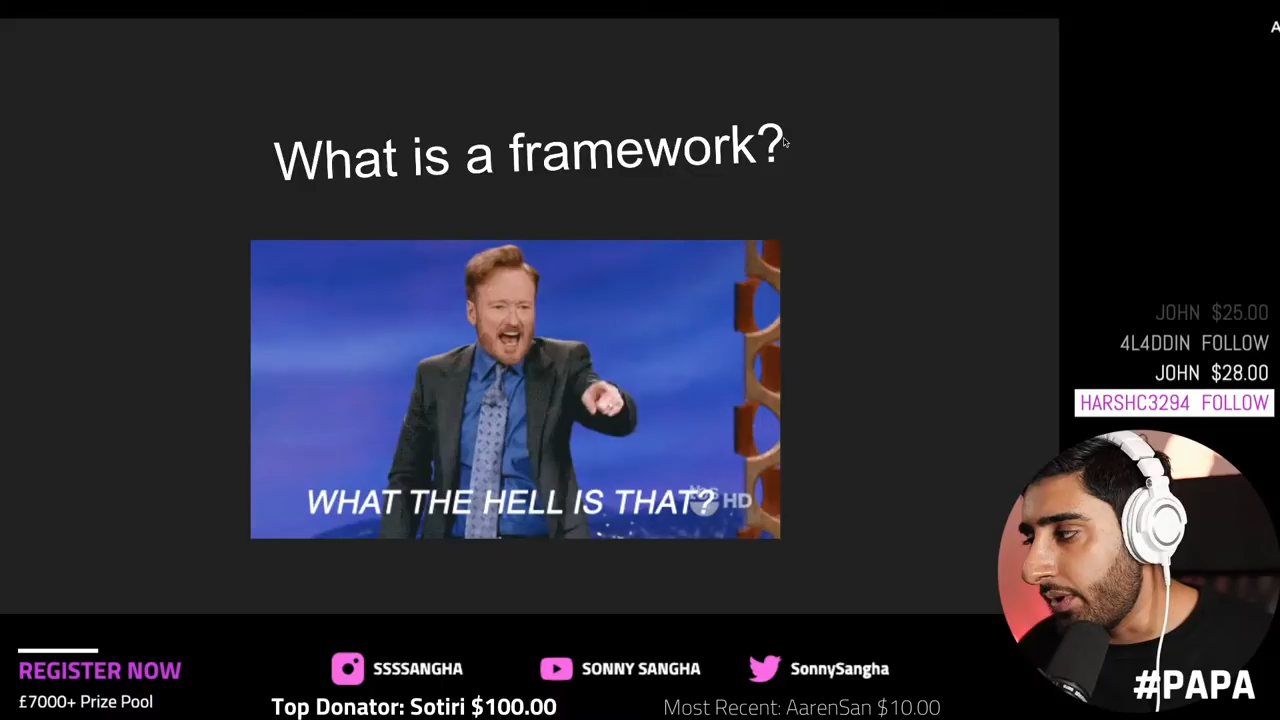 A
What is a framework?
WHAT THE HELL IS THAT?
HD
JOHN $25.00
4L4DDIN FOLLOW
JOHN $28.00
HARSHC3294 FOLLOW
REGISTER NOW
£7000+ Prize Pool
SSSSANGHA
SONNY SANGHA
SonnySangha
Top Donator: Sotiri $100.00
Most Recent: AarenSan $10.00
#PAPA